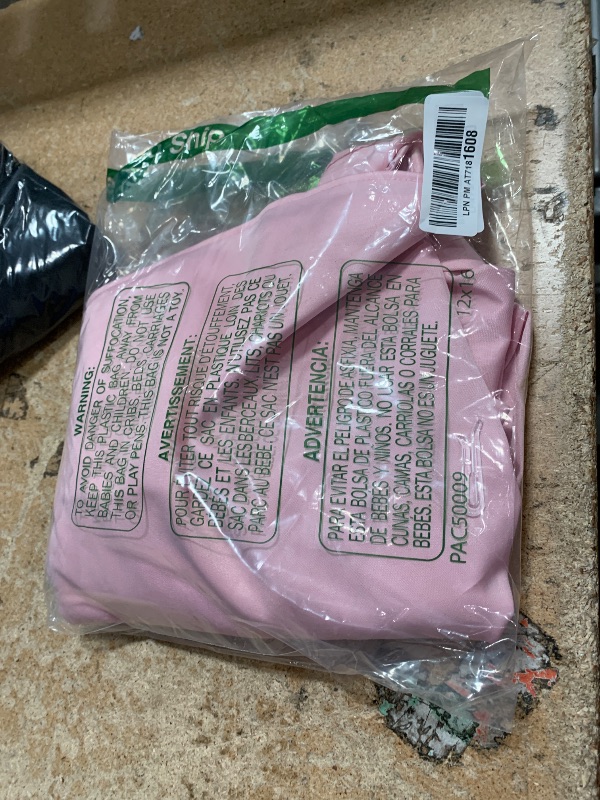 Snip
LPN PM AT7181608
WARNING:
TO AVOID DANGER OF SUFFOCATION,
KEEP THIS PLASTIC BAG AWAY FROM
BABIES AND CHILDREN. DO NOT USE
THIS BAG IN CRIBS, BEDS, CARRIAGES
OR PLAY PENS. THIS BAG IS NOT A TOY.
AVERTISSEMENT:
POUR ÉVITER TOUT RISQUE D'ÉTOUFFEMENT,
GARDEZ CE SAC EN PLASTIQUE LOIN DES
BÉBÉS ET LES ENFANTS. N'UTILISEZ PAS CE
SAC DANS LES BERCEAUX, LITS, CHARIOTS OU
PARC AU BÉBÉ. CE SAC N'EST PAS UN JOUET.
ADVERTENCIA:
PARA EVITAR EL PELIGRO DE ASFIXIA, MANTENGA
ESTA BOLSA DE PLÁSTICO FUERA DEL ALCANCE
DE BEBES Y NIÑOS. NO USAR ESTA BOLSA EN
CUNAS, CAMAS, CARRIOLAS O CORRALES PARA
BEBÉS. ESTA BOLSA NO ES UN JUGUETE.
PAC50009
12x16